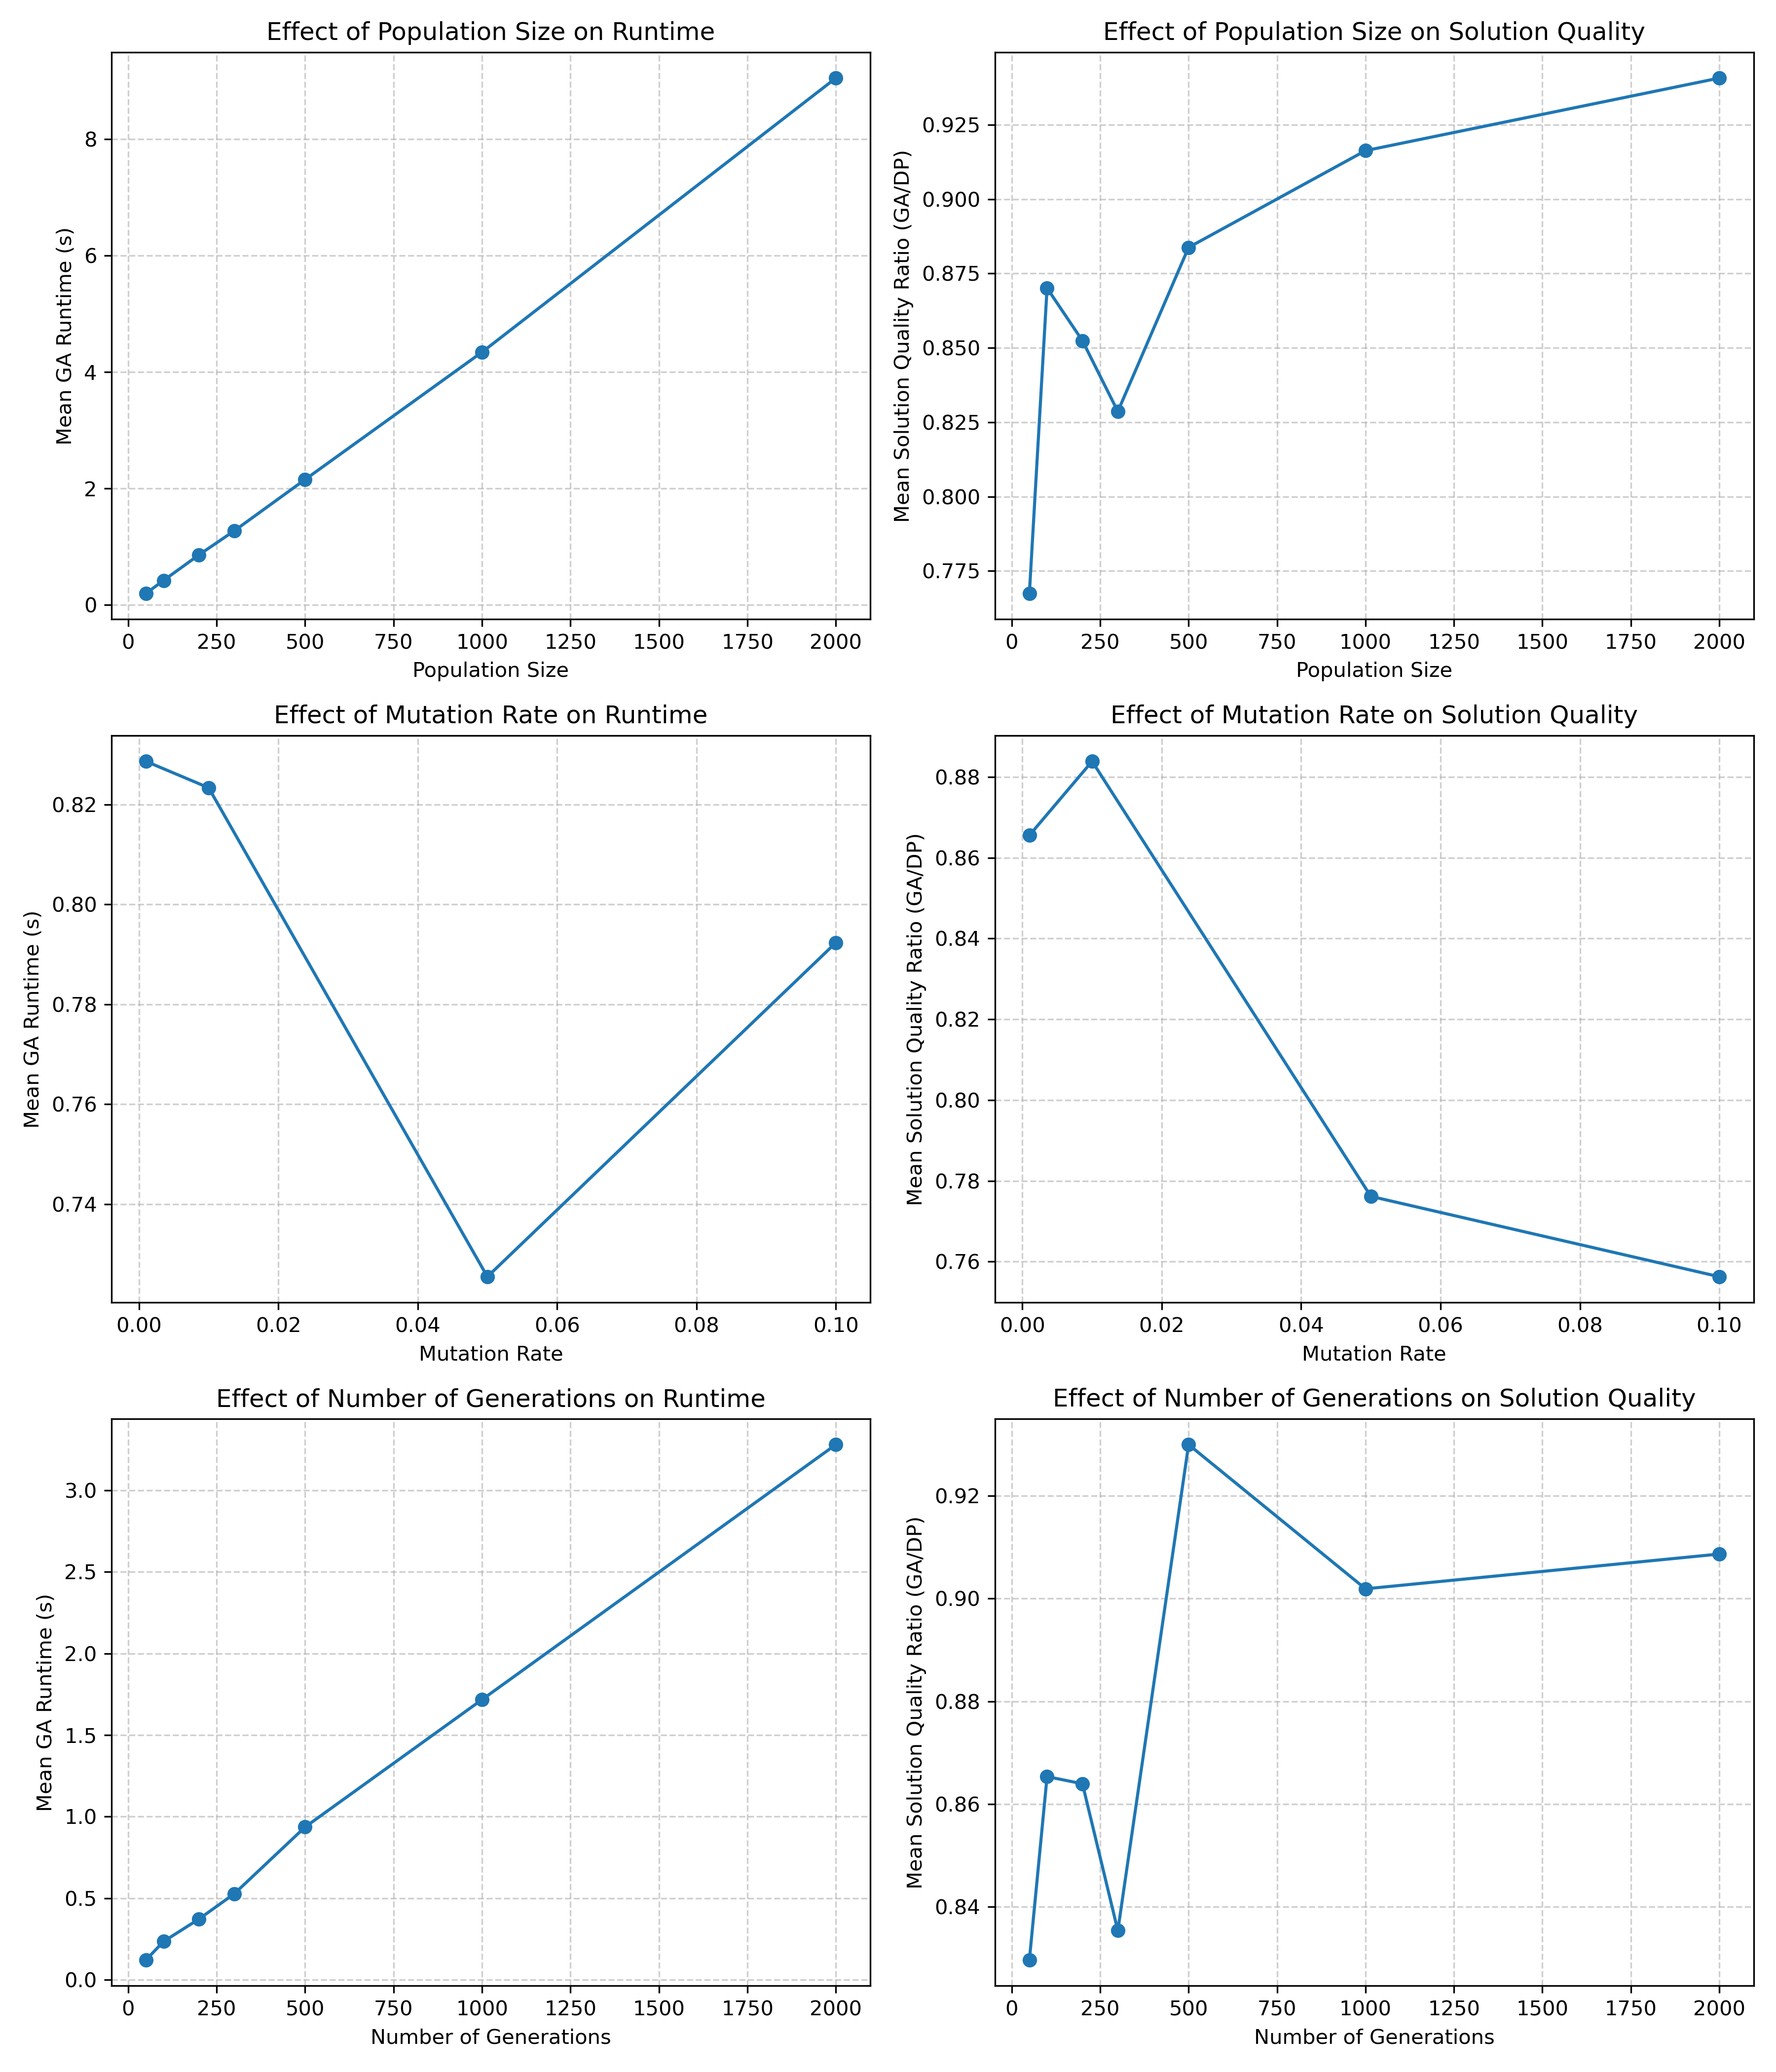 Effect of Population Size on Runtime
Mean GA Runtime (s)
8
6
4
2
0
0 250 500 750 1000 1250 1500 1750 2000
Population Size
Effect of Population Size on Solution Quality
Mean Solution Quality Ratio (GA/DP)
0.925
0.900
0.875
0.850
0.825
0.800
0.775
0 250 500 750 1000 1250 1500 1750 2000
Population Size
Effect of Mutation Rate on Runtime
Mean GA Runtime (s)
0.82
0.80
0.78
0.76
0.74
0.00 0.02 0.04 0.06 0.08 0.10
Mutation Rate
Effect of Mutation Rate on Solution Quality
Mean Solution Quality Ratio (GA/DP)
0.88
0.86
0.84
0.82
0.80
0.78
0.76
0.00 0.02 0.04 0.06 0.08 0.10
Mutation Rate
Effect of Number of Generations on Runtime
Mean GA Runtime (s)
3.0
2.5
2.0
1.5
1.0
0.5
0.0
0 250 500 750 1000 1250 1500 1750 2000
Number of Generations
Effect of Number of Generations on Solution Quality
Mean Solution Quality Ratio (GA/DP)
0.92
0.90
0.88
0.86
0.84
0 250 500 750 1000 1250 1500 1750 2000
Number of Generations